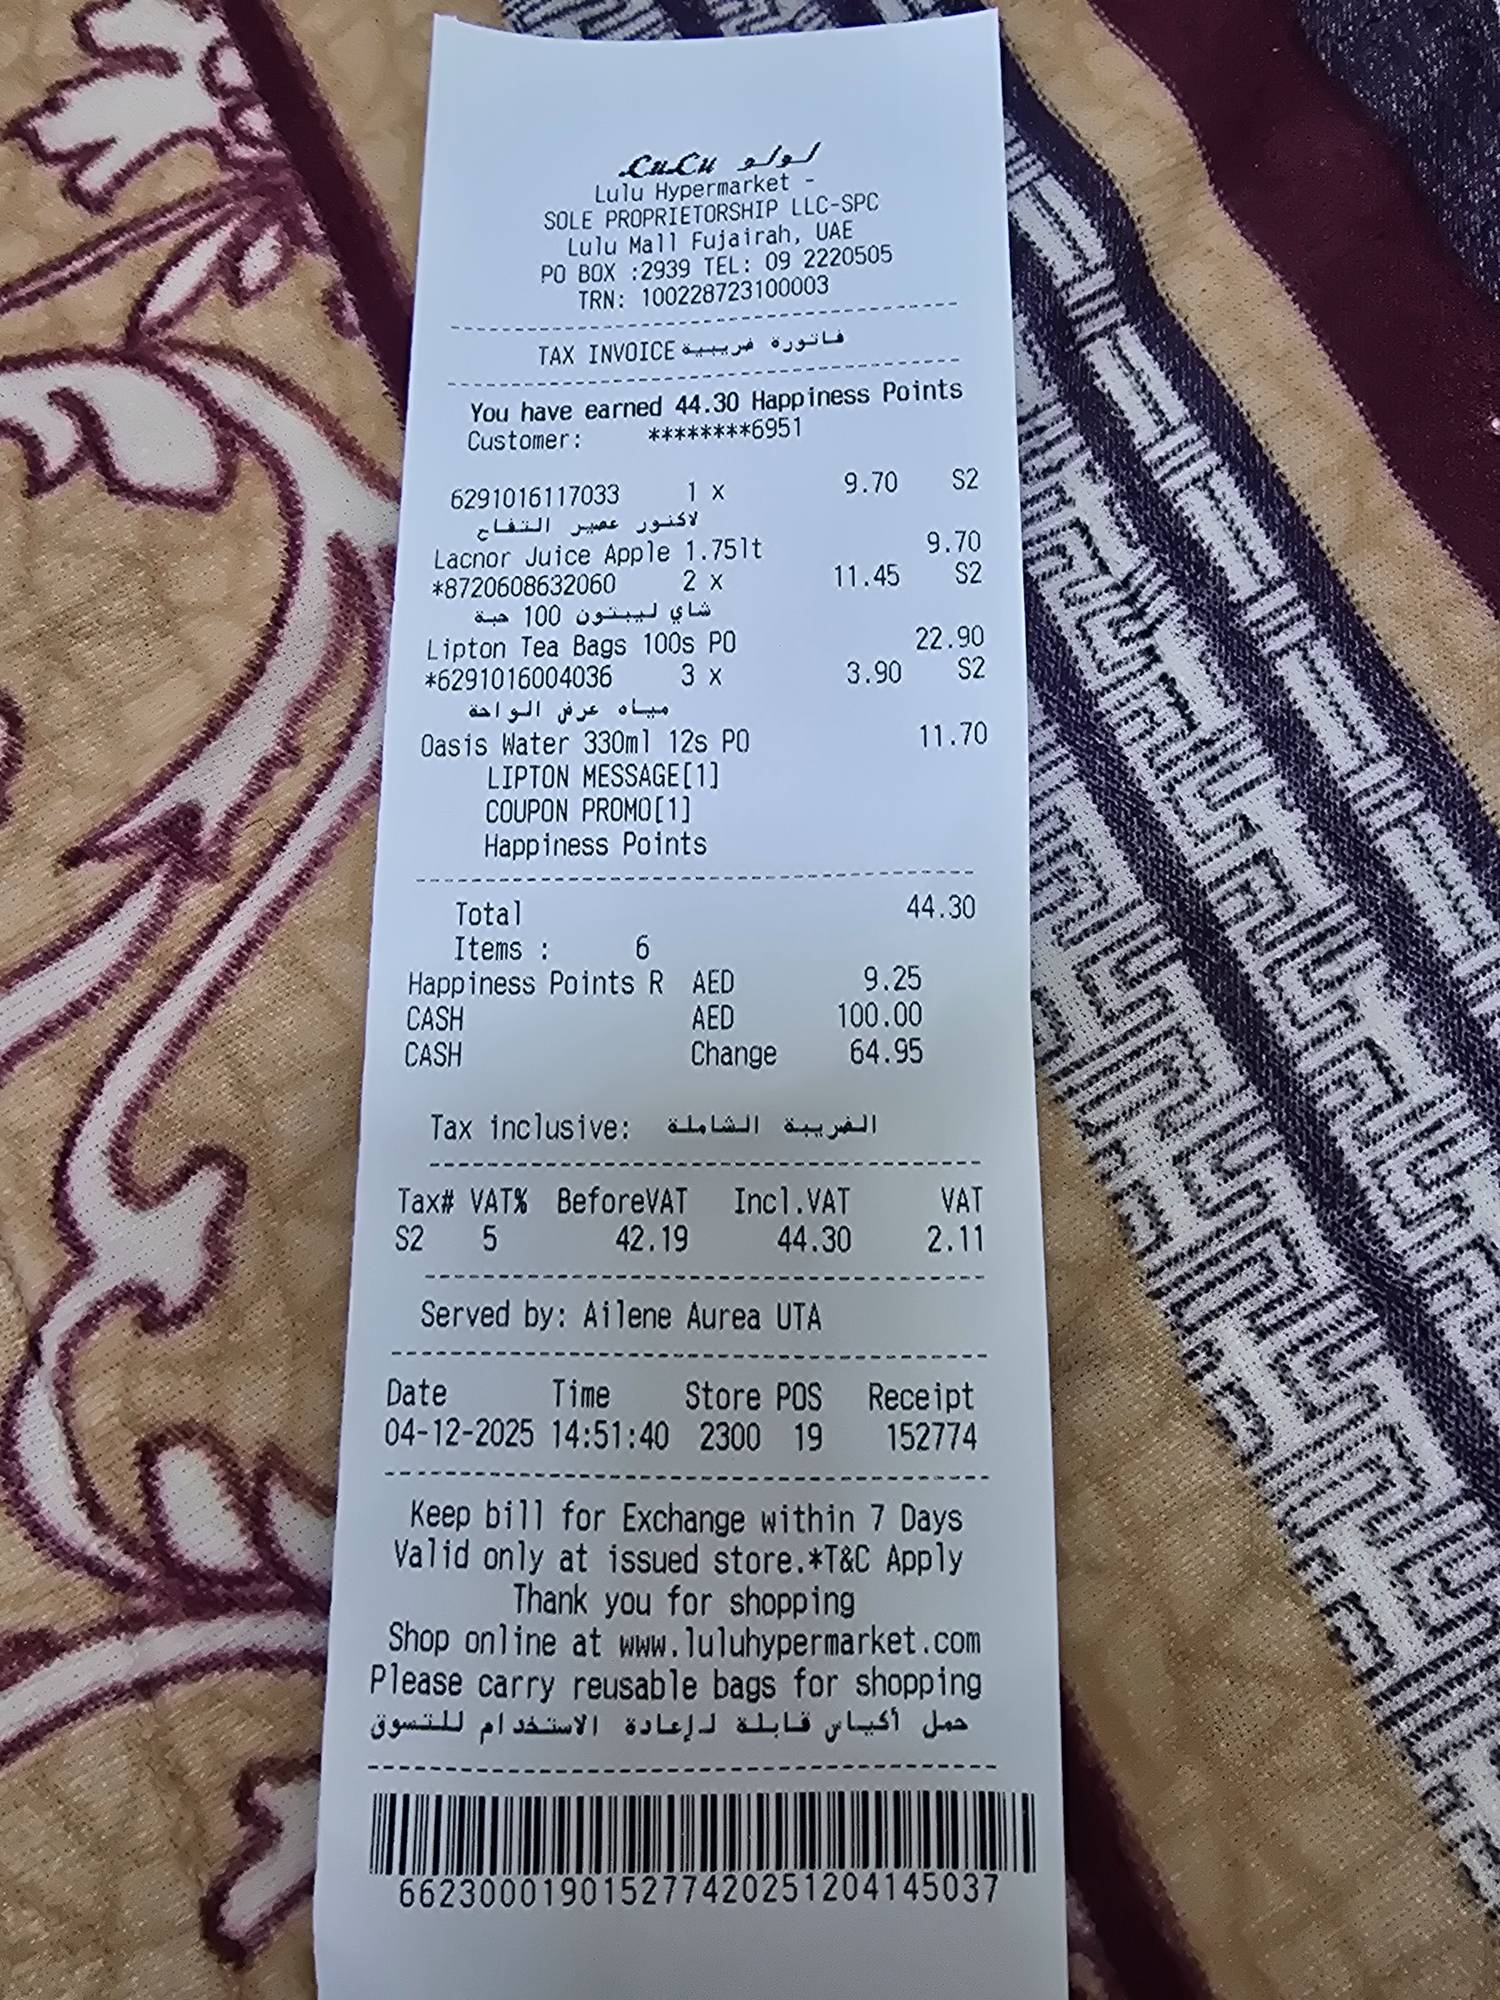 LuLu لولو
Lulu Hypermarket -
SOLE PROPRIETORSHIP LLC-SPC
Lulu Mall Fujairah, UAE
PO BOX :2939 TEL: 09 2220505
TRN: 100228723100003
TAX INVOICE فاتورة ضريبية
You have earned 44.30 Happiness Points
Customer: ********6951
6291016117033 1 x 9.70 S2
لاكنور عصير التفاح
Lacnor Juice Apple 1.75lt 9.70
*8720608632060 2 x 11.45 S2
شاي ليبتون 100 حبة
Lipton Tea Bags 100s PO 22.90
*6291016004036 3 x 3.90 S2
مياه عرض الواحة
Oasis Water 330ml 12s PO 11.70
LIPTON MESSAGE[1]
COUPON PROMO[1]
Happiness Points
Total 44.30
Items : 6
Happiness Points R AED 9.25
CASH AED 100.00
CASH Change 64.95
Tax inclusive: الضريبة الشاملة
Tax# VAT% BeforeVAT Incl.VAT VAT
S2 5 42.19 44.30 2.11
Served by: Ailene Aurea UTA
Date Time Store POS Receipt
04-12-2025 14:51:40 2300 19 152774
Keep bill for Exchange within 7 Days
Valid only at issued store.*T&C Apply
Thank you for shopping
Shop online at www.luluhypermarket.com
Please carry reusable bags for shopping
حمل أكياس قابلة لإعادة الاستخدام للتسوق
662300019015277420251204145037